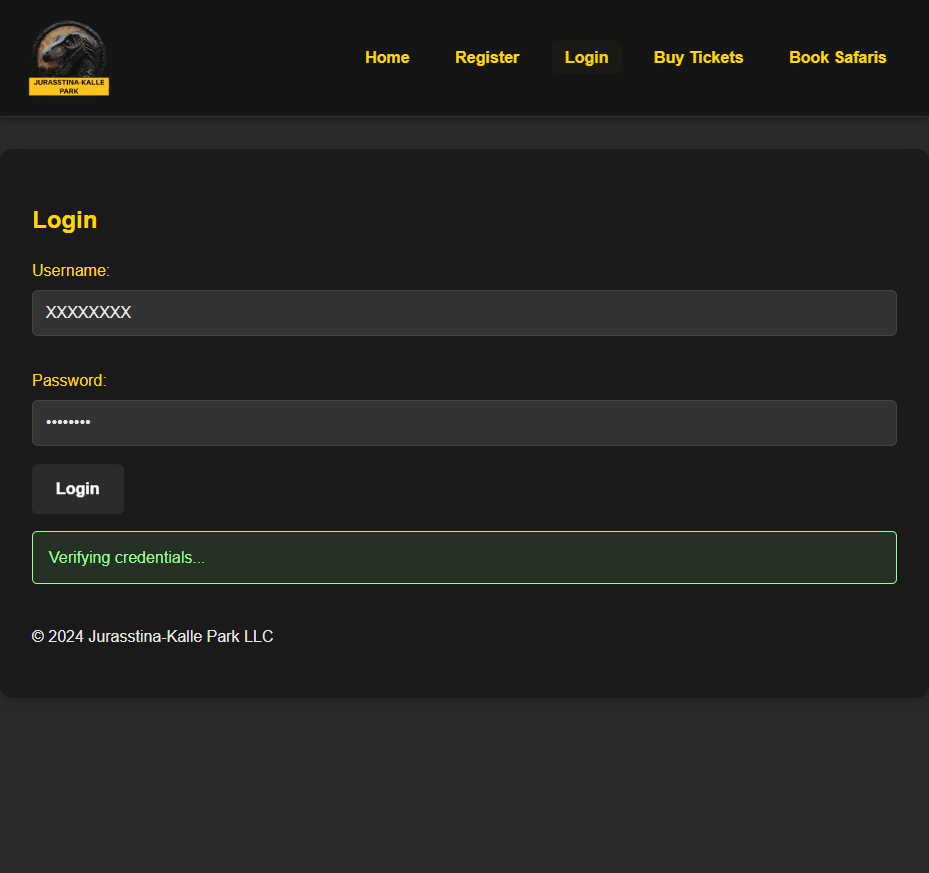 JURASSTINA-KALLE
PARK
Home Register Login Buy Tickets Book Safaris
Login
Username:
XXXXXXXX
Password:
••••••••
Login
Verifying credentials...
© 2024 Jurasstina-Kalle Park LLC